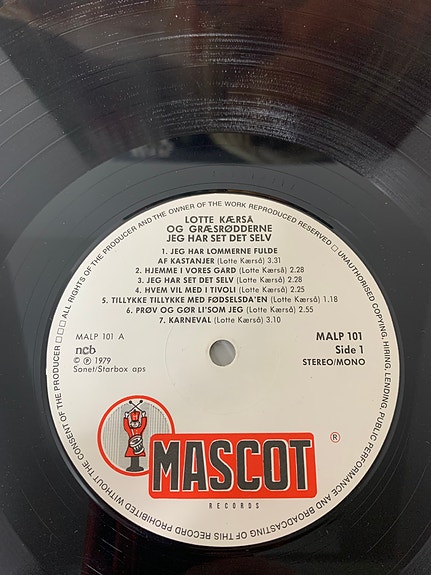 □ ALL RIGHTS OF THE PRODUCER AND THE OWNER OF THE WORK REPRODUCED RESERVED □ UNAUTHORISED COPYING, HIRING, LENDING, PUBLIC PERFORMANCE AND BROADCASTING OF THIS RECORD PROHIBITED WITHOUT THE CONSENT OF THE PRODUCER □
LOTTE KÆRSÅ
OG GRÆSRØDDERNE
JEG HAR SET DET SELV
1. JEG HAR LOMMERNE FULDE
AF KASTANJER (Lotte Kærså) 3.31
2. HJEMME I VORES GARD (Lotte Kærså) 2.28
3. JEG HAR SET DET SELV (Lotte Kærså) 2.28
4. HVEM VIL MED I TIVOLI (Lotte Kærså) 2.25
5. TILLYKKE TILLYKKE MED FØDSELSDA'EN (Lotte Kærså) 1.18
6. PRØV OG GØR LI'SOM JEG (Lotte Kærså) 2.55
7. KARNEVAL (Lotte Kærså) 3.10
MALP 101 A
ncb
© ℗ 1979
Sonet/Starbox aps
MALP 101
Side 1
STEREO/MONO
MASCOT ®
RECORDS